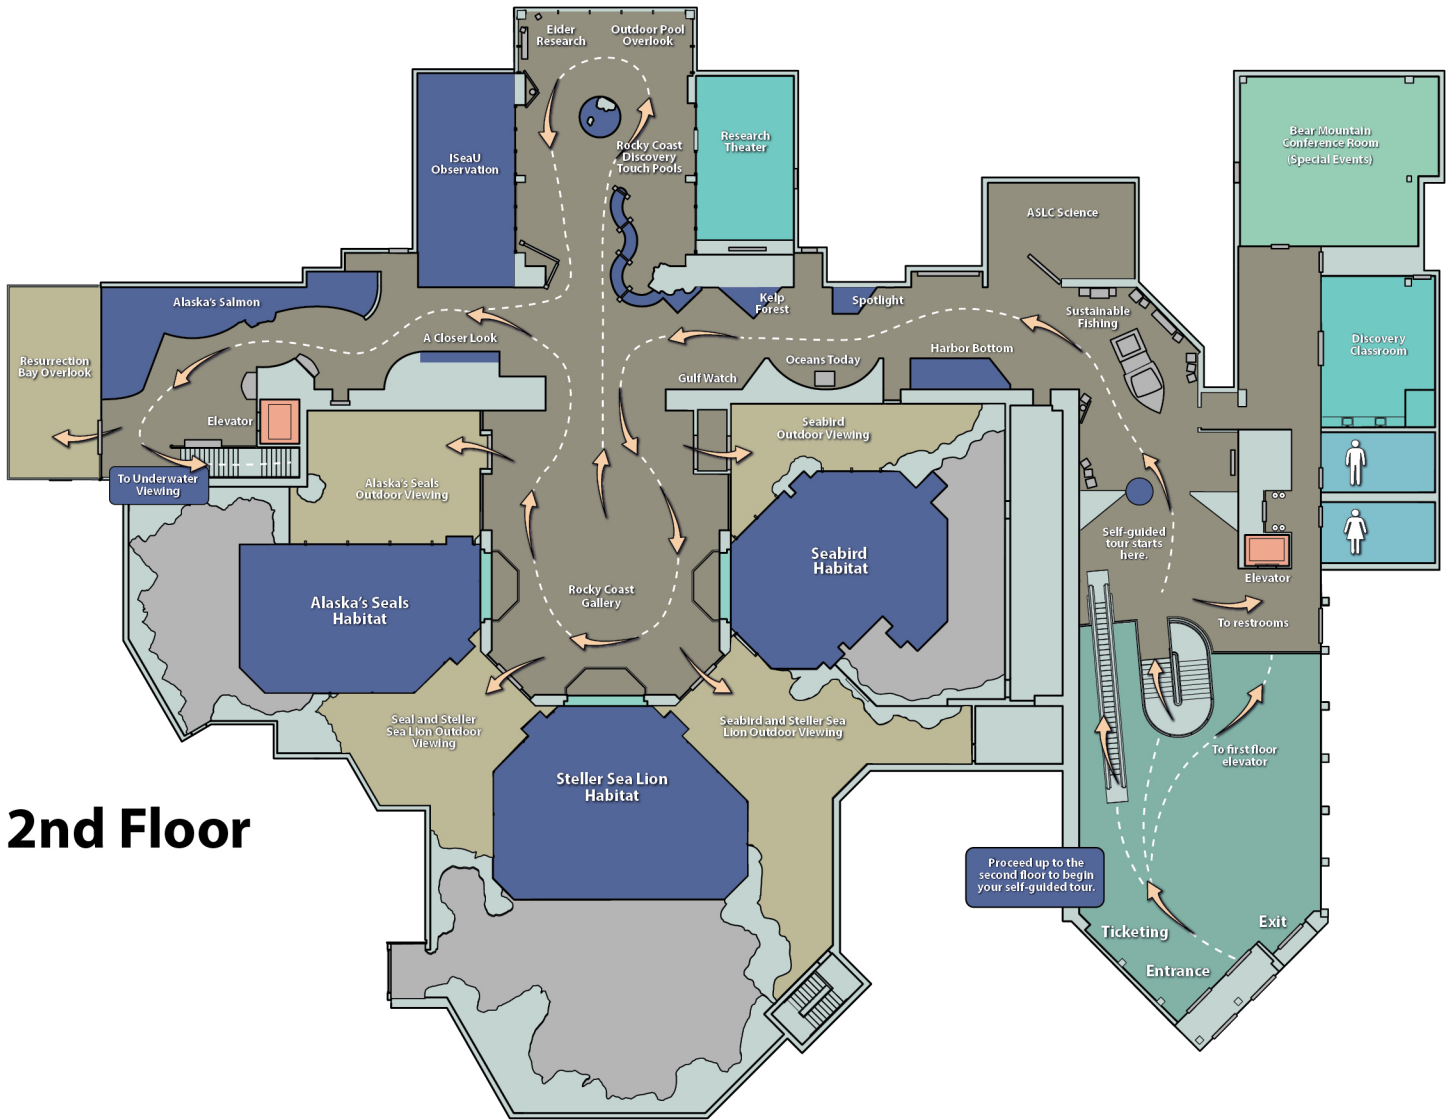 Eider
Research
Outdoor Pool
Overlook
ISeaU
Observation
Rocky Coast
Discovery
Touch Pools
Research
Theater
Bear Mountain
Conference Room
(Special Events)
ASLC Science
Alaska's Salmon
Kelp
Forest
Spotlight
Sustainable
Fishing
A Closer Look
Resurrection
Bay Overlook
Gulf Watch
Oceans Today
Harbor Bottom
Discovery
Classroom
Elevator
Seabird
Outdoor Viewing
To Underwater
Viewing
Alaska's Seals
Outdoor Viewing
Seabird
Habitat
Self-guided
tour starts
here.
Elevator
Alaska's Seals
Habitat
Rocky Coast
Gallery
To restrooms
Seal and Steller
Sea Lion Outdoor
Viewing
Seabird and Steller Sea
Lion Outdoor Viewing
To first floor
elevator
Steller Sea Lion
Habitat
2nd Floor
Proceed up to the
second floor to begin
your self-guided tour.
Ticketing
Exit
Entrance